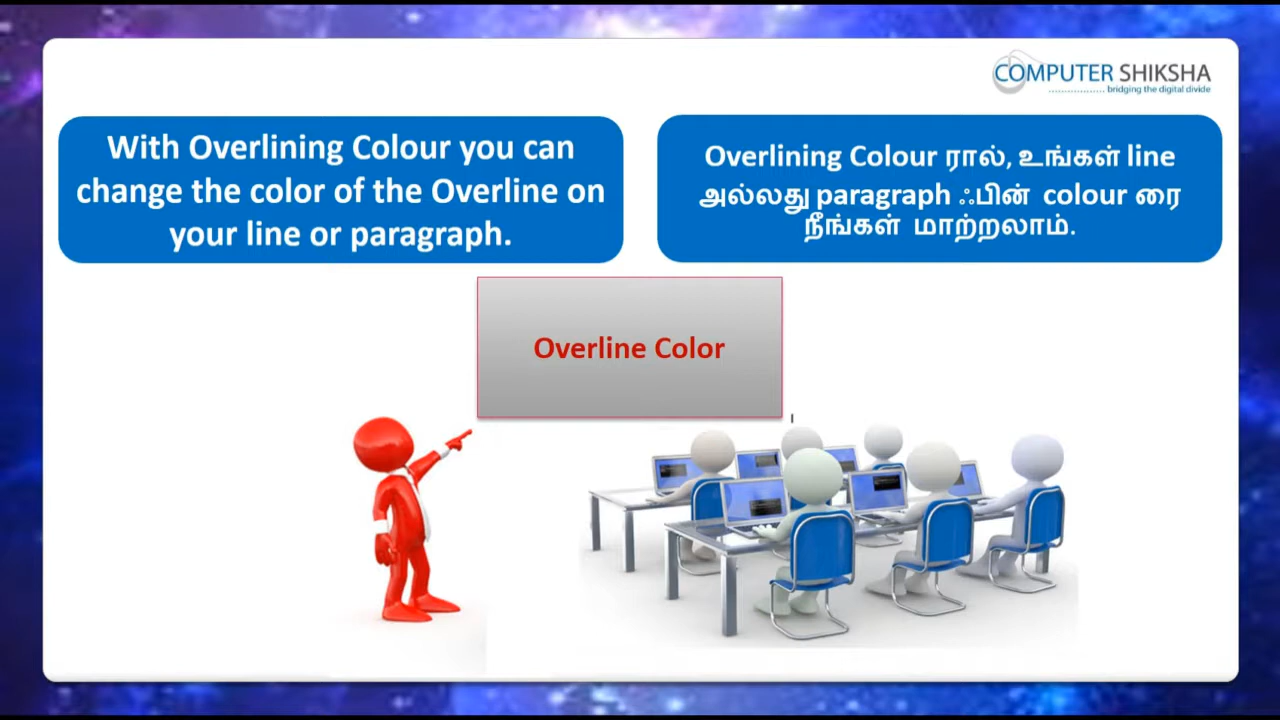 COMPUTER SHIKSHA
bridging the digital divide
With Overlining Colour you can
change the color of the Overline on
your line or paragraph.
Overlining Colour ரால், உங்கள் line
அல்லது paragraph ஃபின் colour ரை
நீங்கள் மாற்றலாம்.
Overline Color